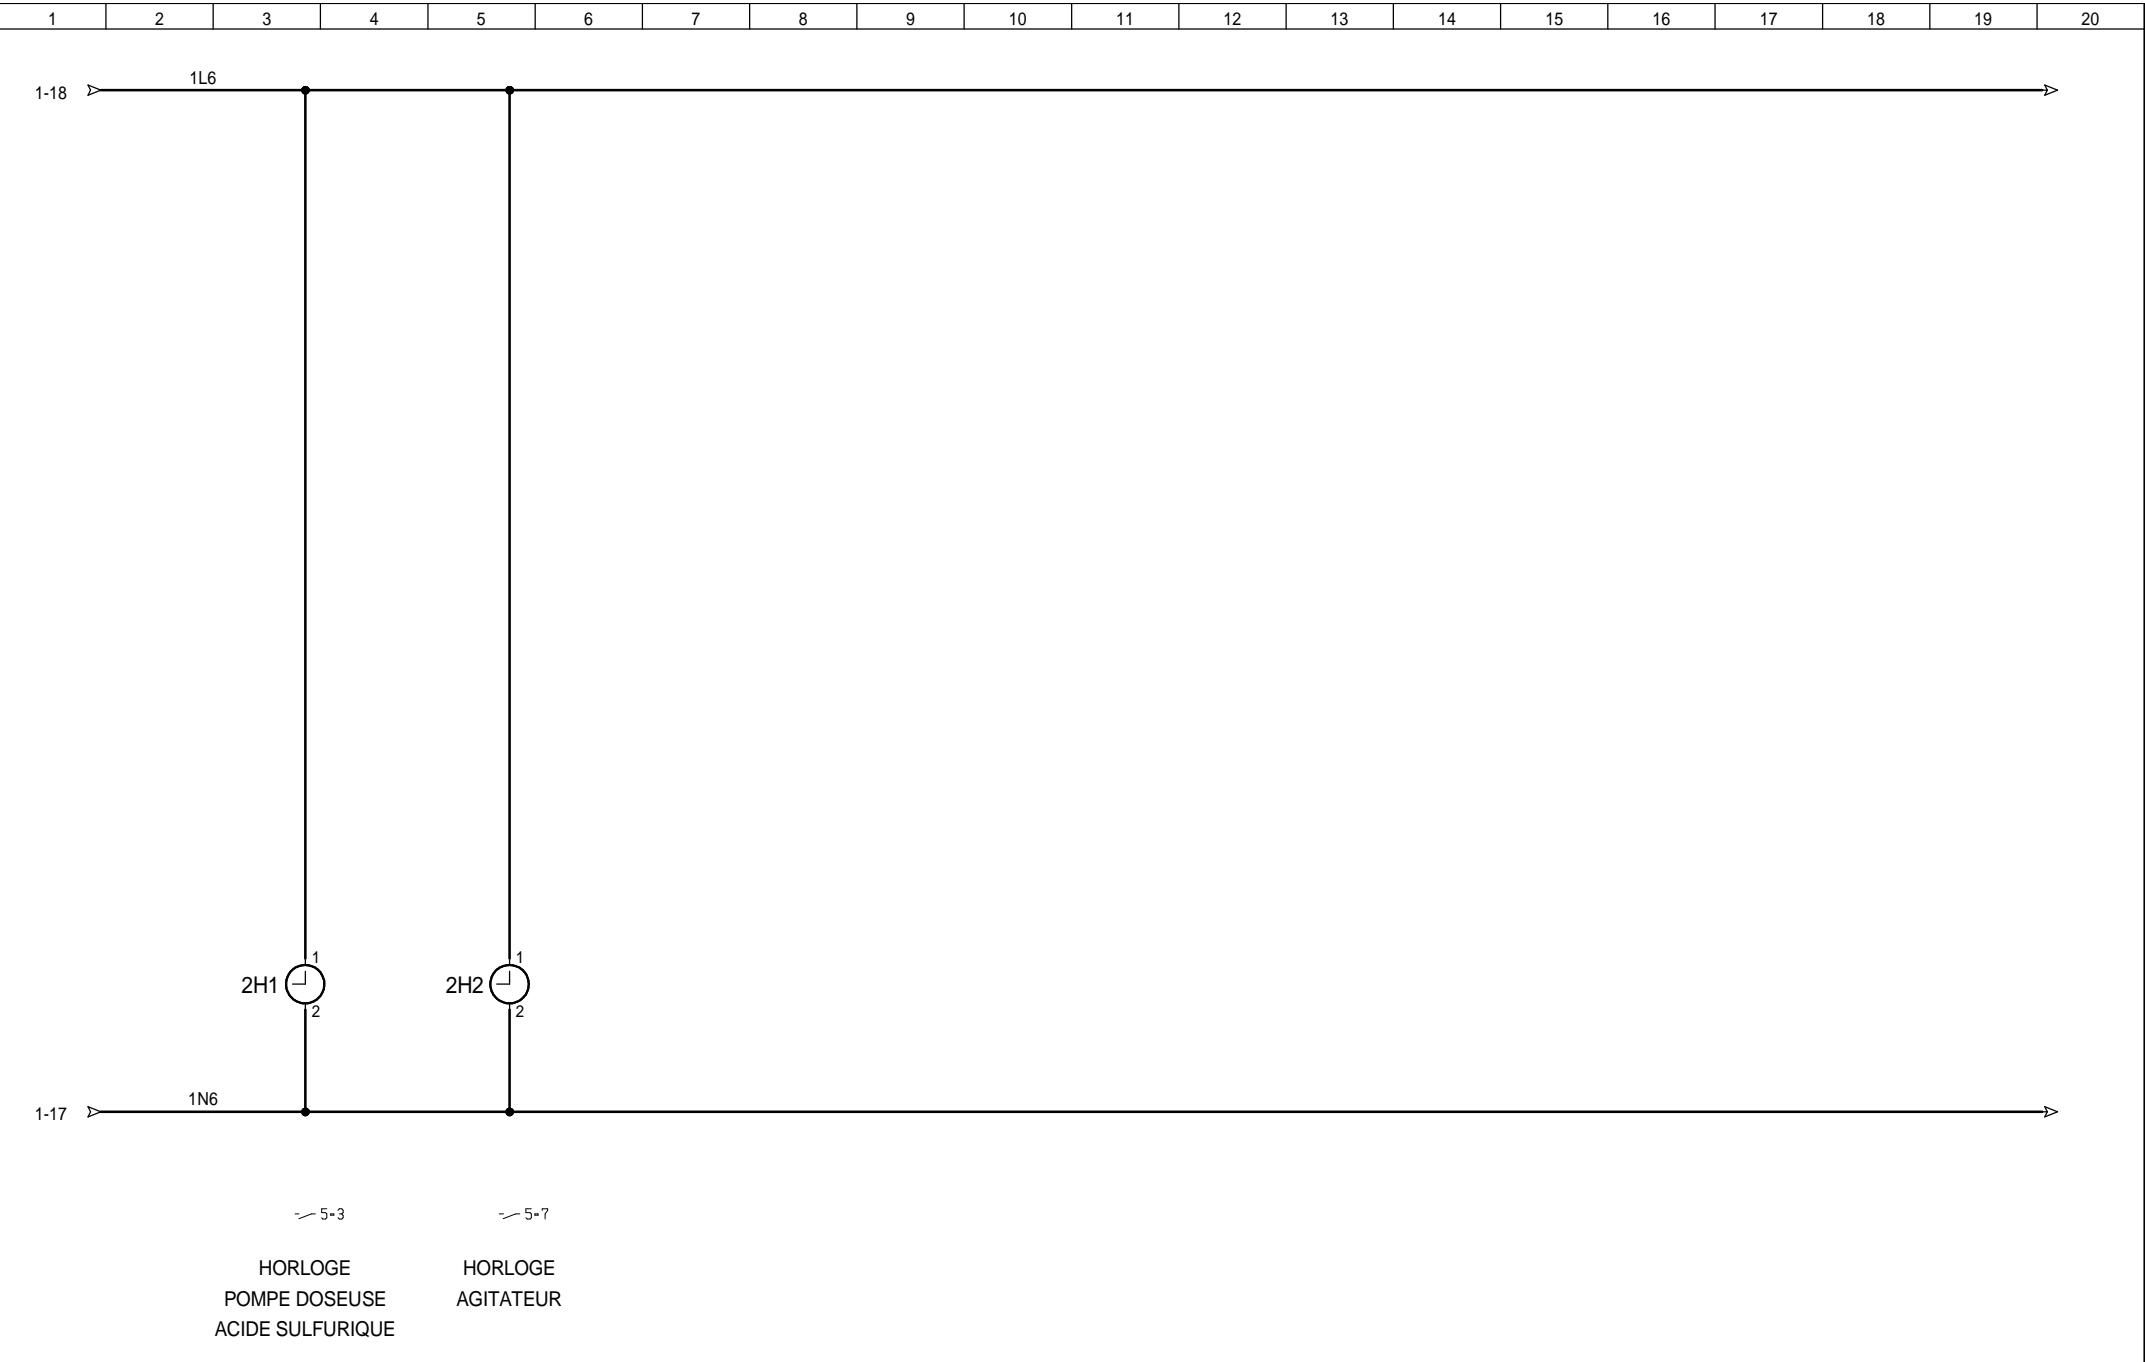 1 2 3 4 5 6 7 8 9 10 11 12 13 14 15 16 17 18 19 20
1L6
1-18
1
1
2H1
2H2
2
2
1N6
1-17
5-3
5-7
HORLOGE
POMPE DOSEUSE
ACIDE SULFURIQUE
HORLOGE
AGITATEUR